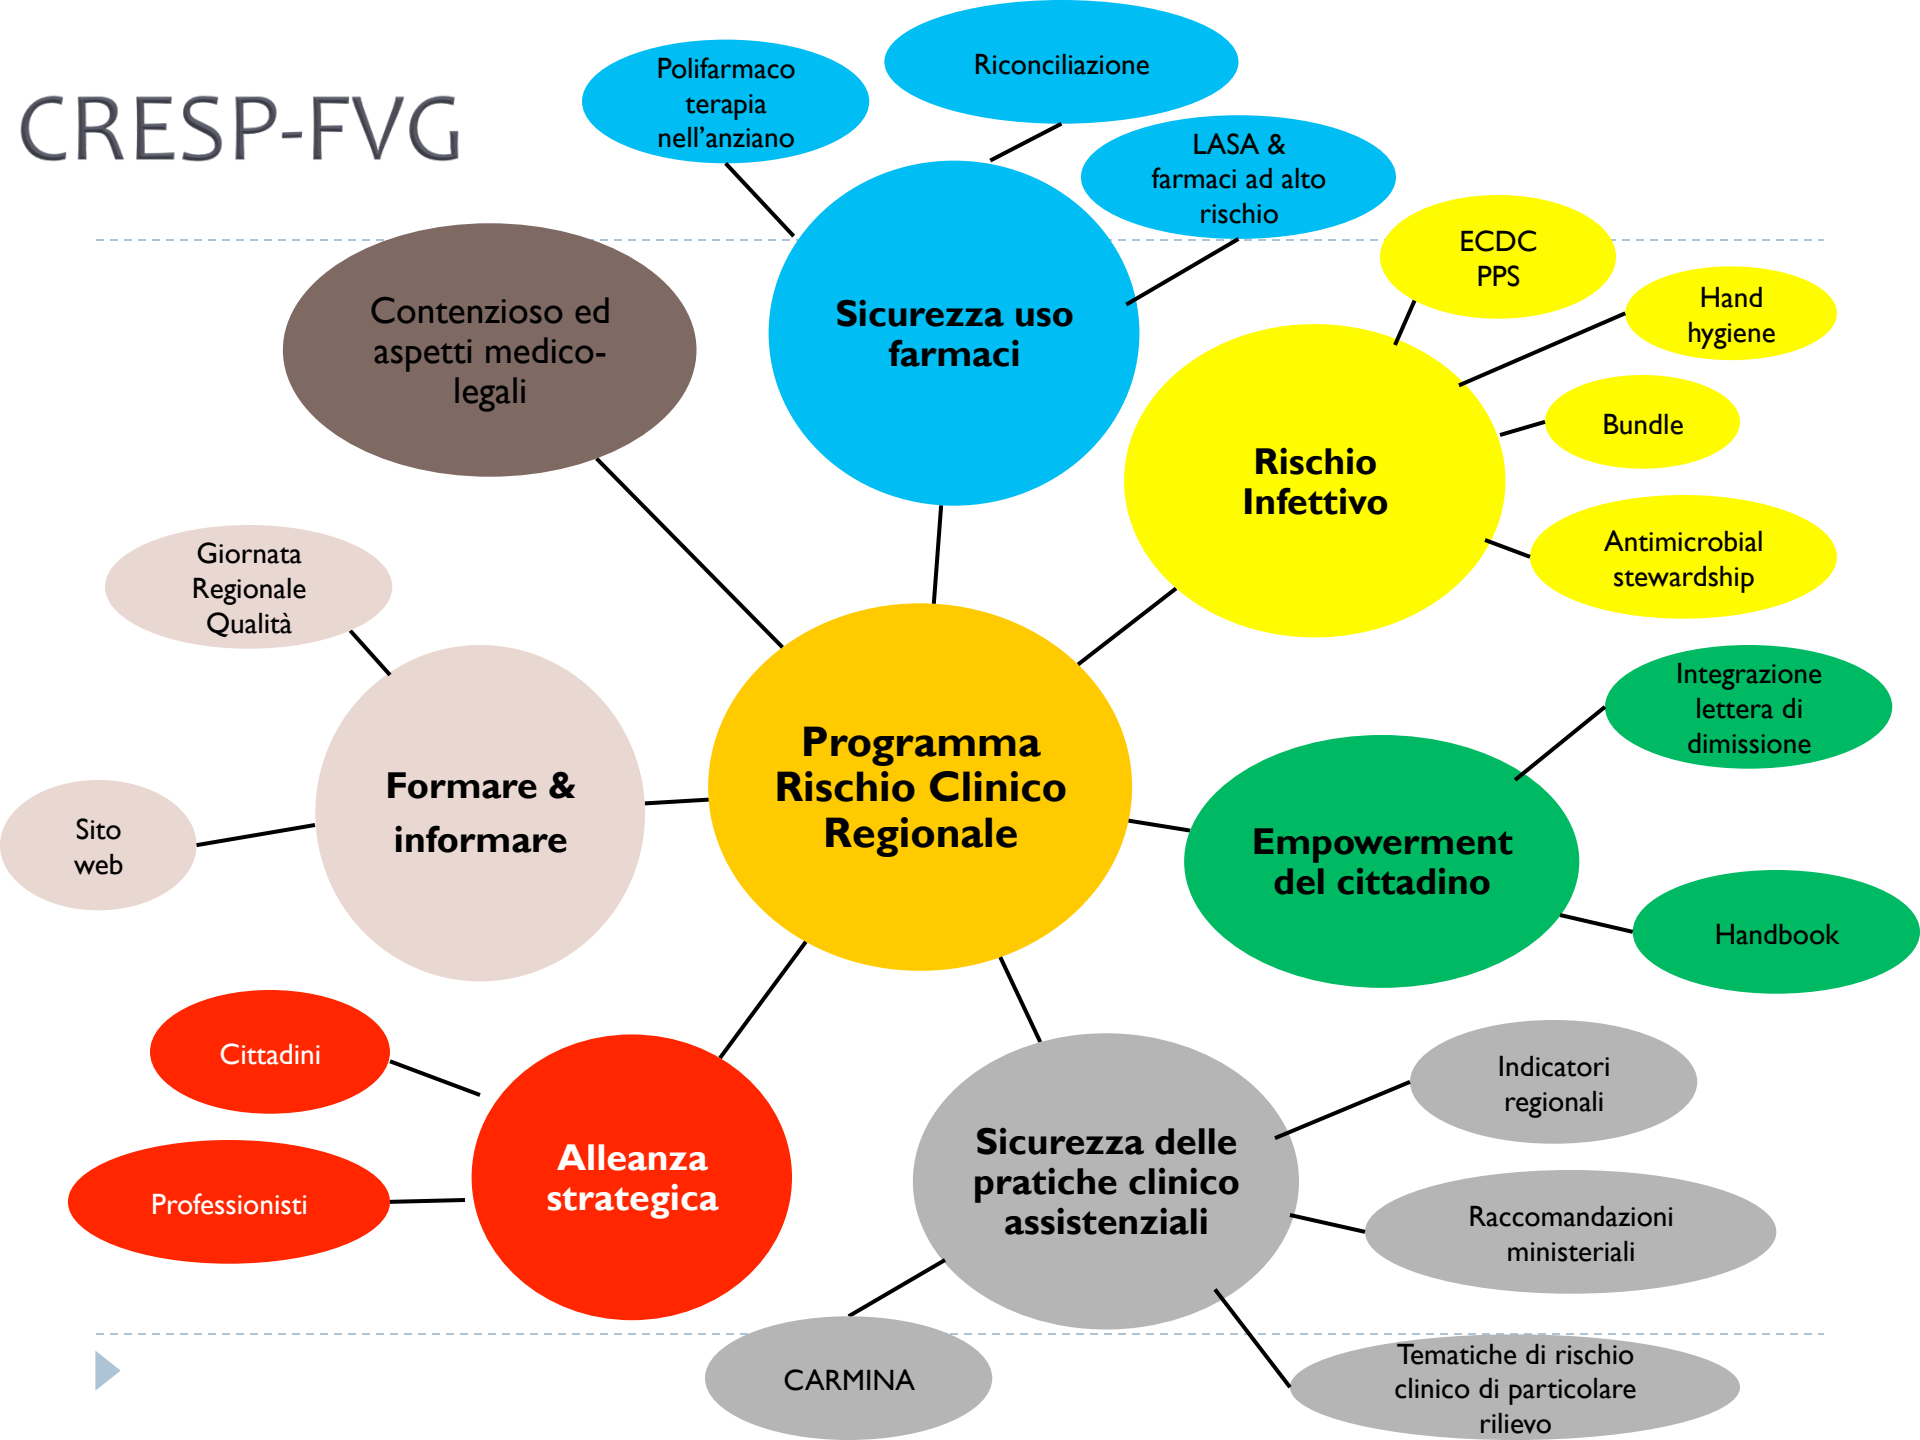 CRESP-FVG
Polifarmaco
terapia
nell'anziano
Riconciliazione
LASA &
farmaci ad alto
rischio
Sicurezza uso
farmaci
Contenzioso ed
aspetti medico-
legali
ECDC
PPS
Hand
hygiene
Bundle
Antimicrobial
stewardship
Rischio
Infettivo
Giornata
Regionale
Qualità
Sito
web
Formare &
informare
Programma
Rischio Clinico
Regionale
Integrazione
lettera di
dimissione
Empowerment
del cittadino
Handbook
Cittadini
Professionisti
Alleanza
strategica
Sicurezza delle
pratiche clinico
assistenziali
Indicatori
regionali
Raccomandazioni
ministeriali
CARMINA
Tematiche di rischio
clinico di particolare
rilievo